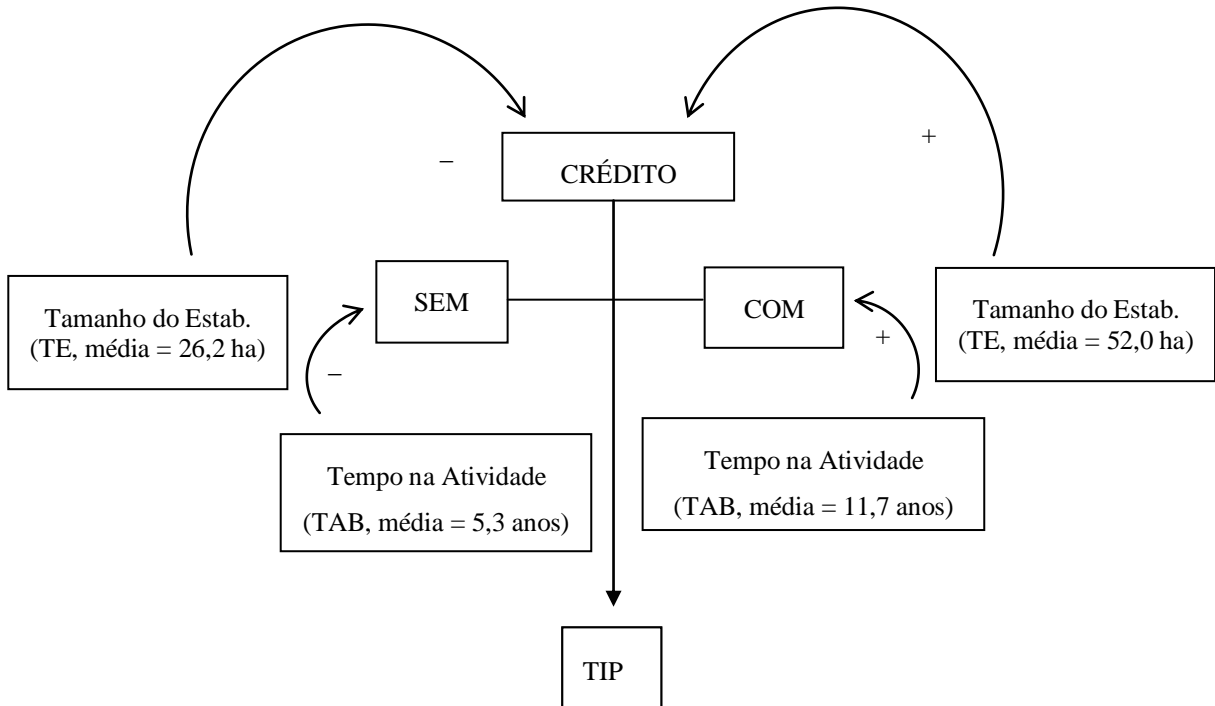 –
+
CRÉDITO
SEM
COM
Tamanho do Estab.
(TE, média = 26,2 ha)
Tamanho do Estab.
(TE, média = 52,0 ha)
–
+
Tempo na Atividade
(TAB, média = 5,3 anos)
Tempo na Atividade
(TAB, média = 11,7 anos)
TIP